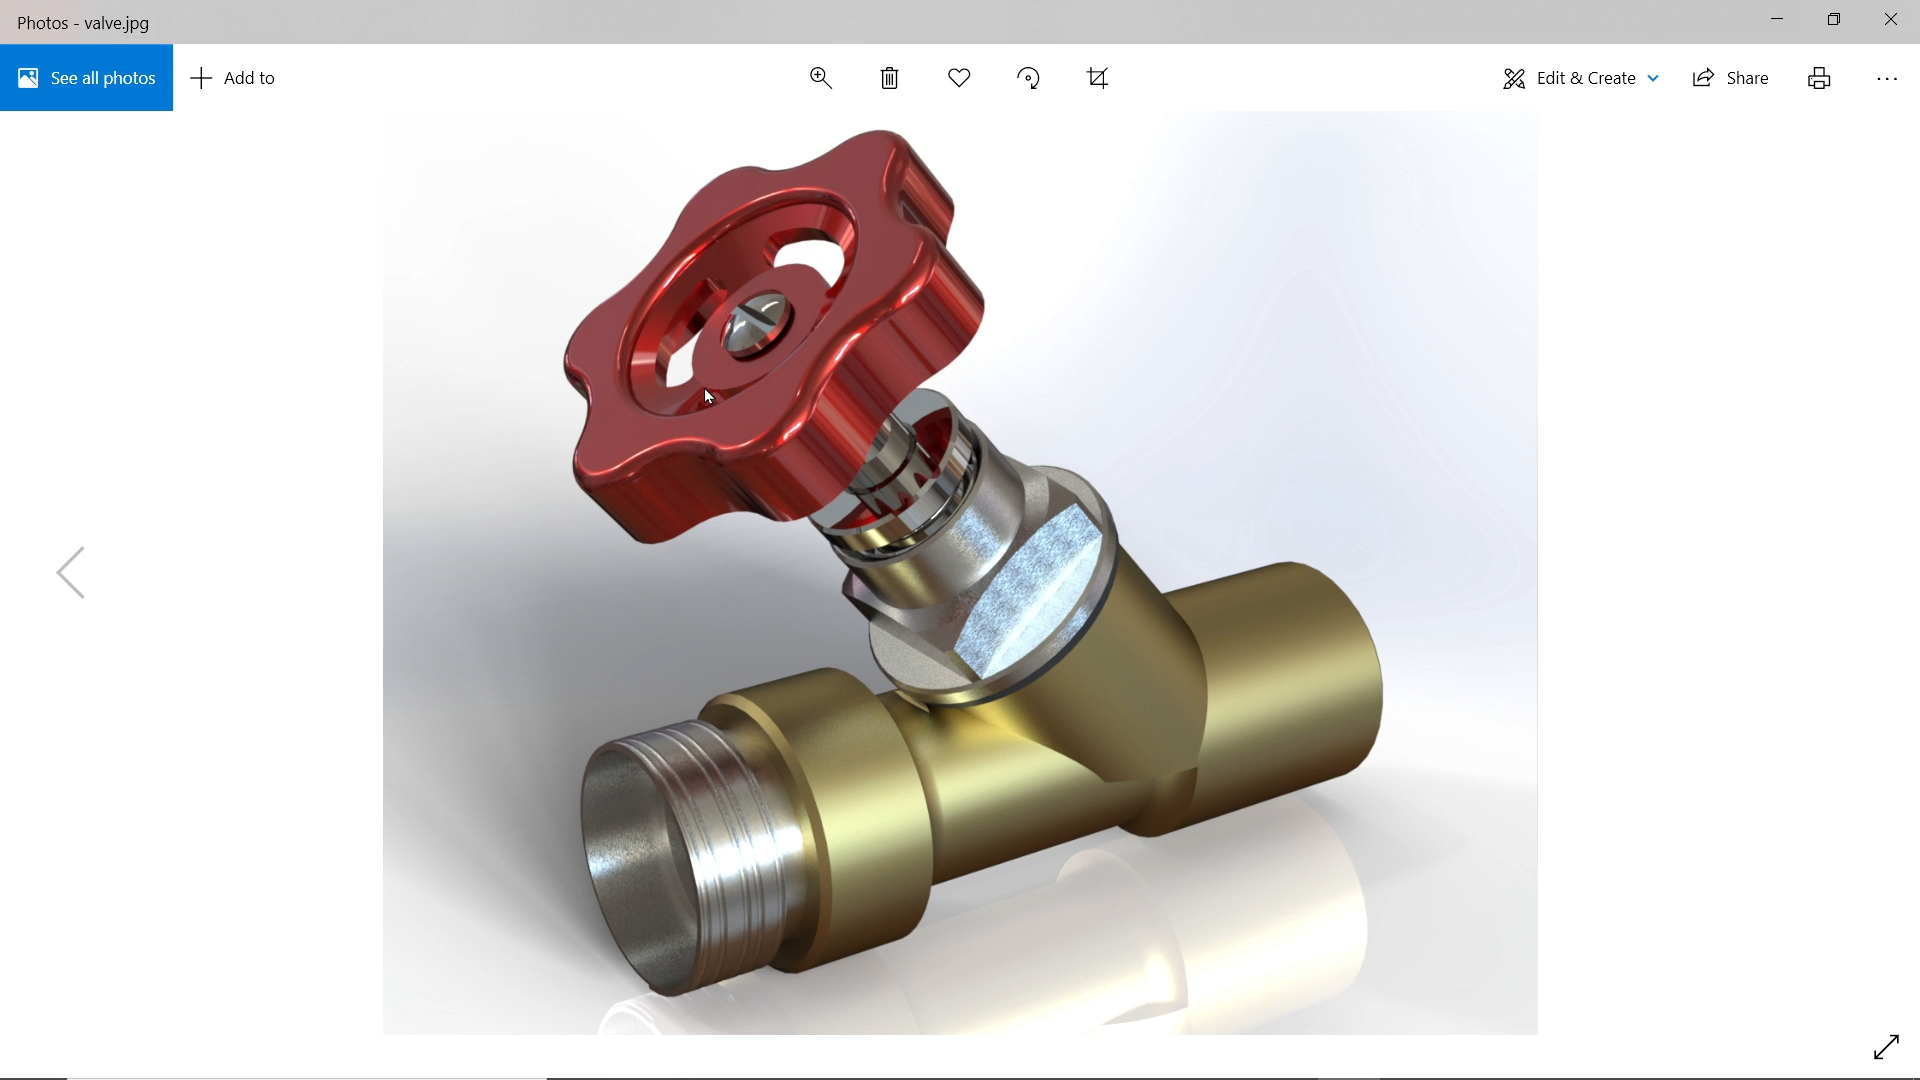 Photos - valve.jpg
See all photos
Add to
Edit & Create
Share